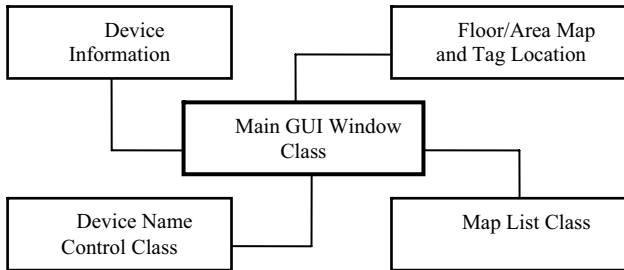 Device
Information
Floor/Area Map
and Tag Location
Main GUI Window
Class
Device Name
Control Class
Map List Class